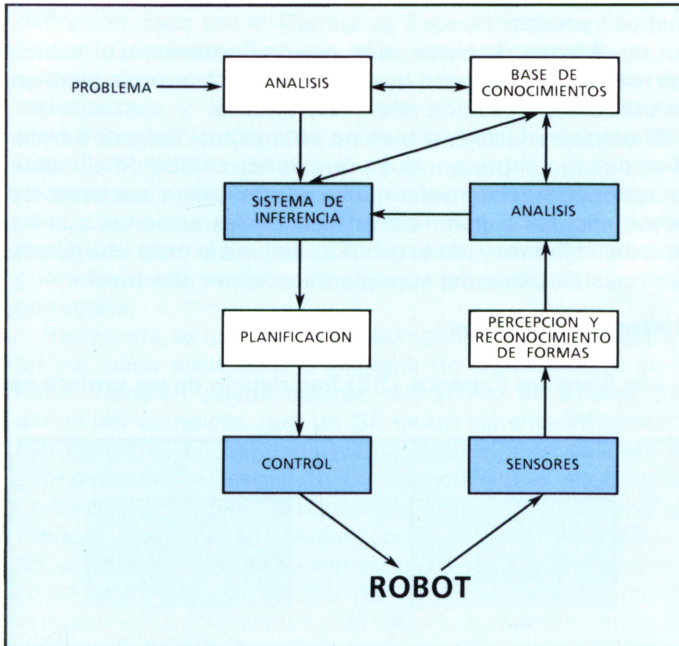 PROBLEMA
ANALISIS
BASE DE
CONOCIMIENTOS
SISTEMA DE
INFERENCIA
ANALISIS
PLANIFICACION
PERCEPCION Y
RECONOCIMIENTO
DE FORMAS
CONTROL
SENSORES
ROBOT